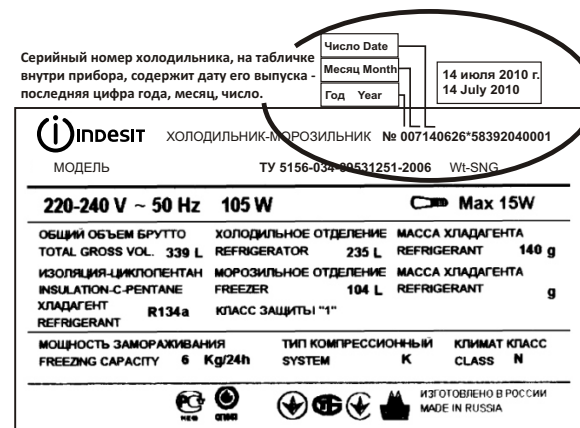 Серийный номер холодильника, на табличке
внутри прибора, содержит дату его выпуска -
последняя цифра года, месяц, число.
Число Date
Месяц Month
Год Year
14 июля 2010 г.
14 July 2010
indesit ХОЛОДИЛЬНИК-МОРОЗИЛЬНИК № 007140626*58392040001
МОДЕЛЬ ТУ 5156-034-39531251-2006 Wt-SNG
220-240 V ~ 50 Hz 105 W Max 15W
ОБЩИЙ ОБЪЕМ БРУТТО ХОЛОДИЛЬНОЕ ОТДЕЛЕНИЕ МАССА ХЛАДАГЕНТА
TOTAL GROSS VOL. 339 L REFRIGERATOR 235 L REFRIGERANT 140 g
ИЗОЛЯЦИЯ-ЦИКЛОПЕНТАН МОРОЗИЛЬНОЕ ОТДЕЛЕНИЕ МАССА ХЛАДАГЕНТА
INSULATION-C-PENTANE FREEZER 104 L REFRIGERANT g
ХЛАДАГЕНТ R134a КЛАСС ЗАЩИТЫ "1"
REFRIGERANT
МОЩНОСТЬ ЗАМОРАЖИВАНИЯ ТИП КОМПРЕССИОННЫЙ КЛИМАТ КЛАСС
FREEZING CAPACITY 6 Kg/24h SYSTEM K CLASS N
ИЗГОТОВЛЕНО В РОССИИ
MADE IN RUSSIA